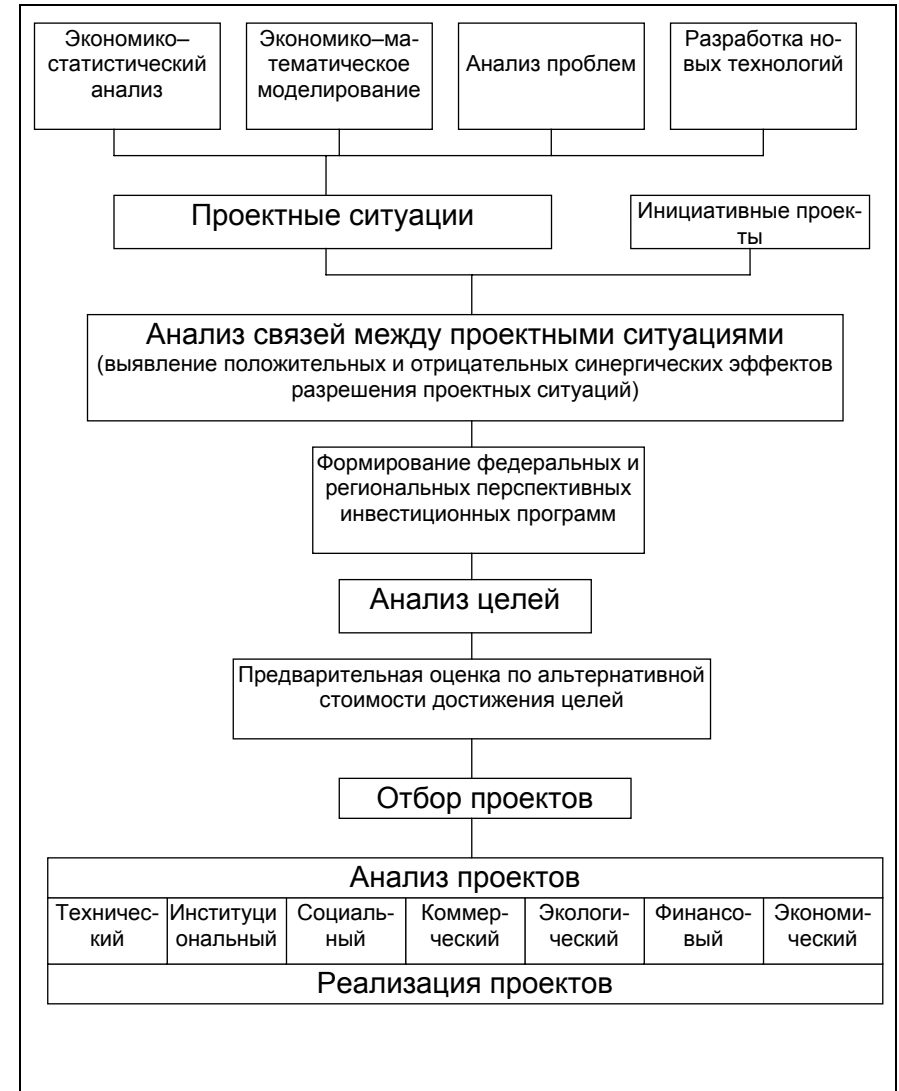 Экономико–
статистический
анализ
Экономико–ма-
тематическое
моделирование
Анализ проблем
Разработка но-
вых технологий
Проектные ситуации
Инициативные проек-
ты
Анализ связей между проектными ситуациями
(выявление положительных и отрицательных синергических эффектов
разрешения проектных ситуаций)
Формирование федеральных и
региональных перспективных
инвестиционных программ
Анализ целей
Предварительная оценка по альтернативной
стоимости достижения целей
Отбор проектов
Анализ проектов
Техничес-
кий
Институци
ональный
Социаль-
ный
Коммер-
ческий
Экологи-
ческий
Финансо-
вый
Экономи-
ческий
Реализация проектов